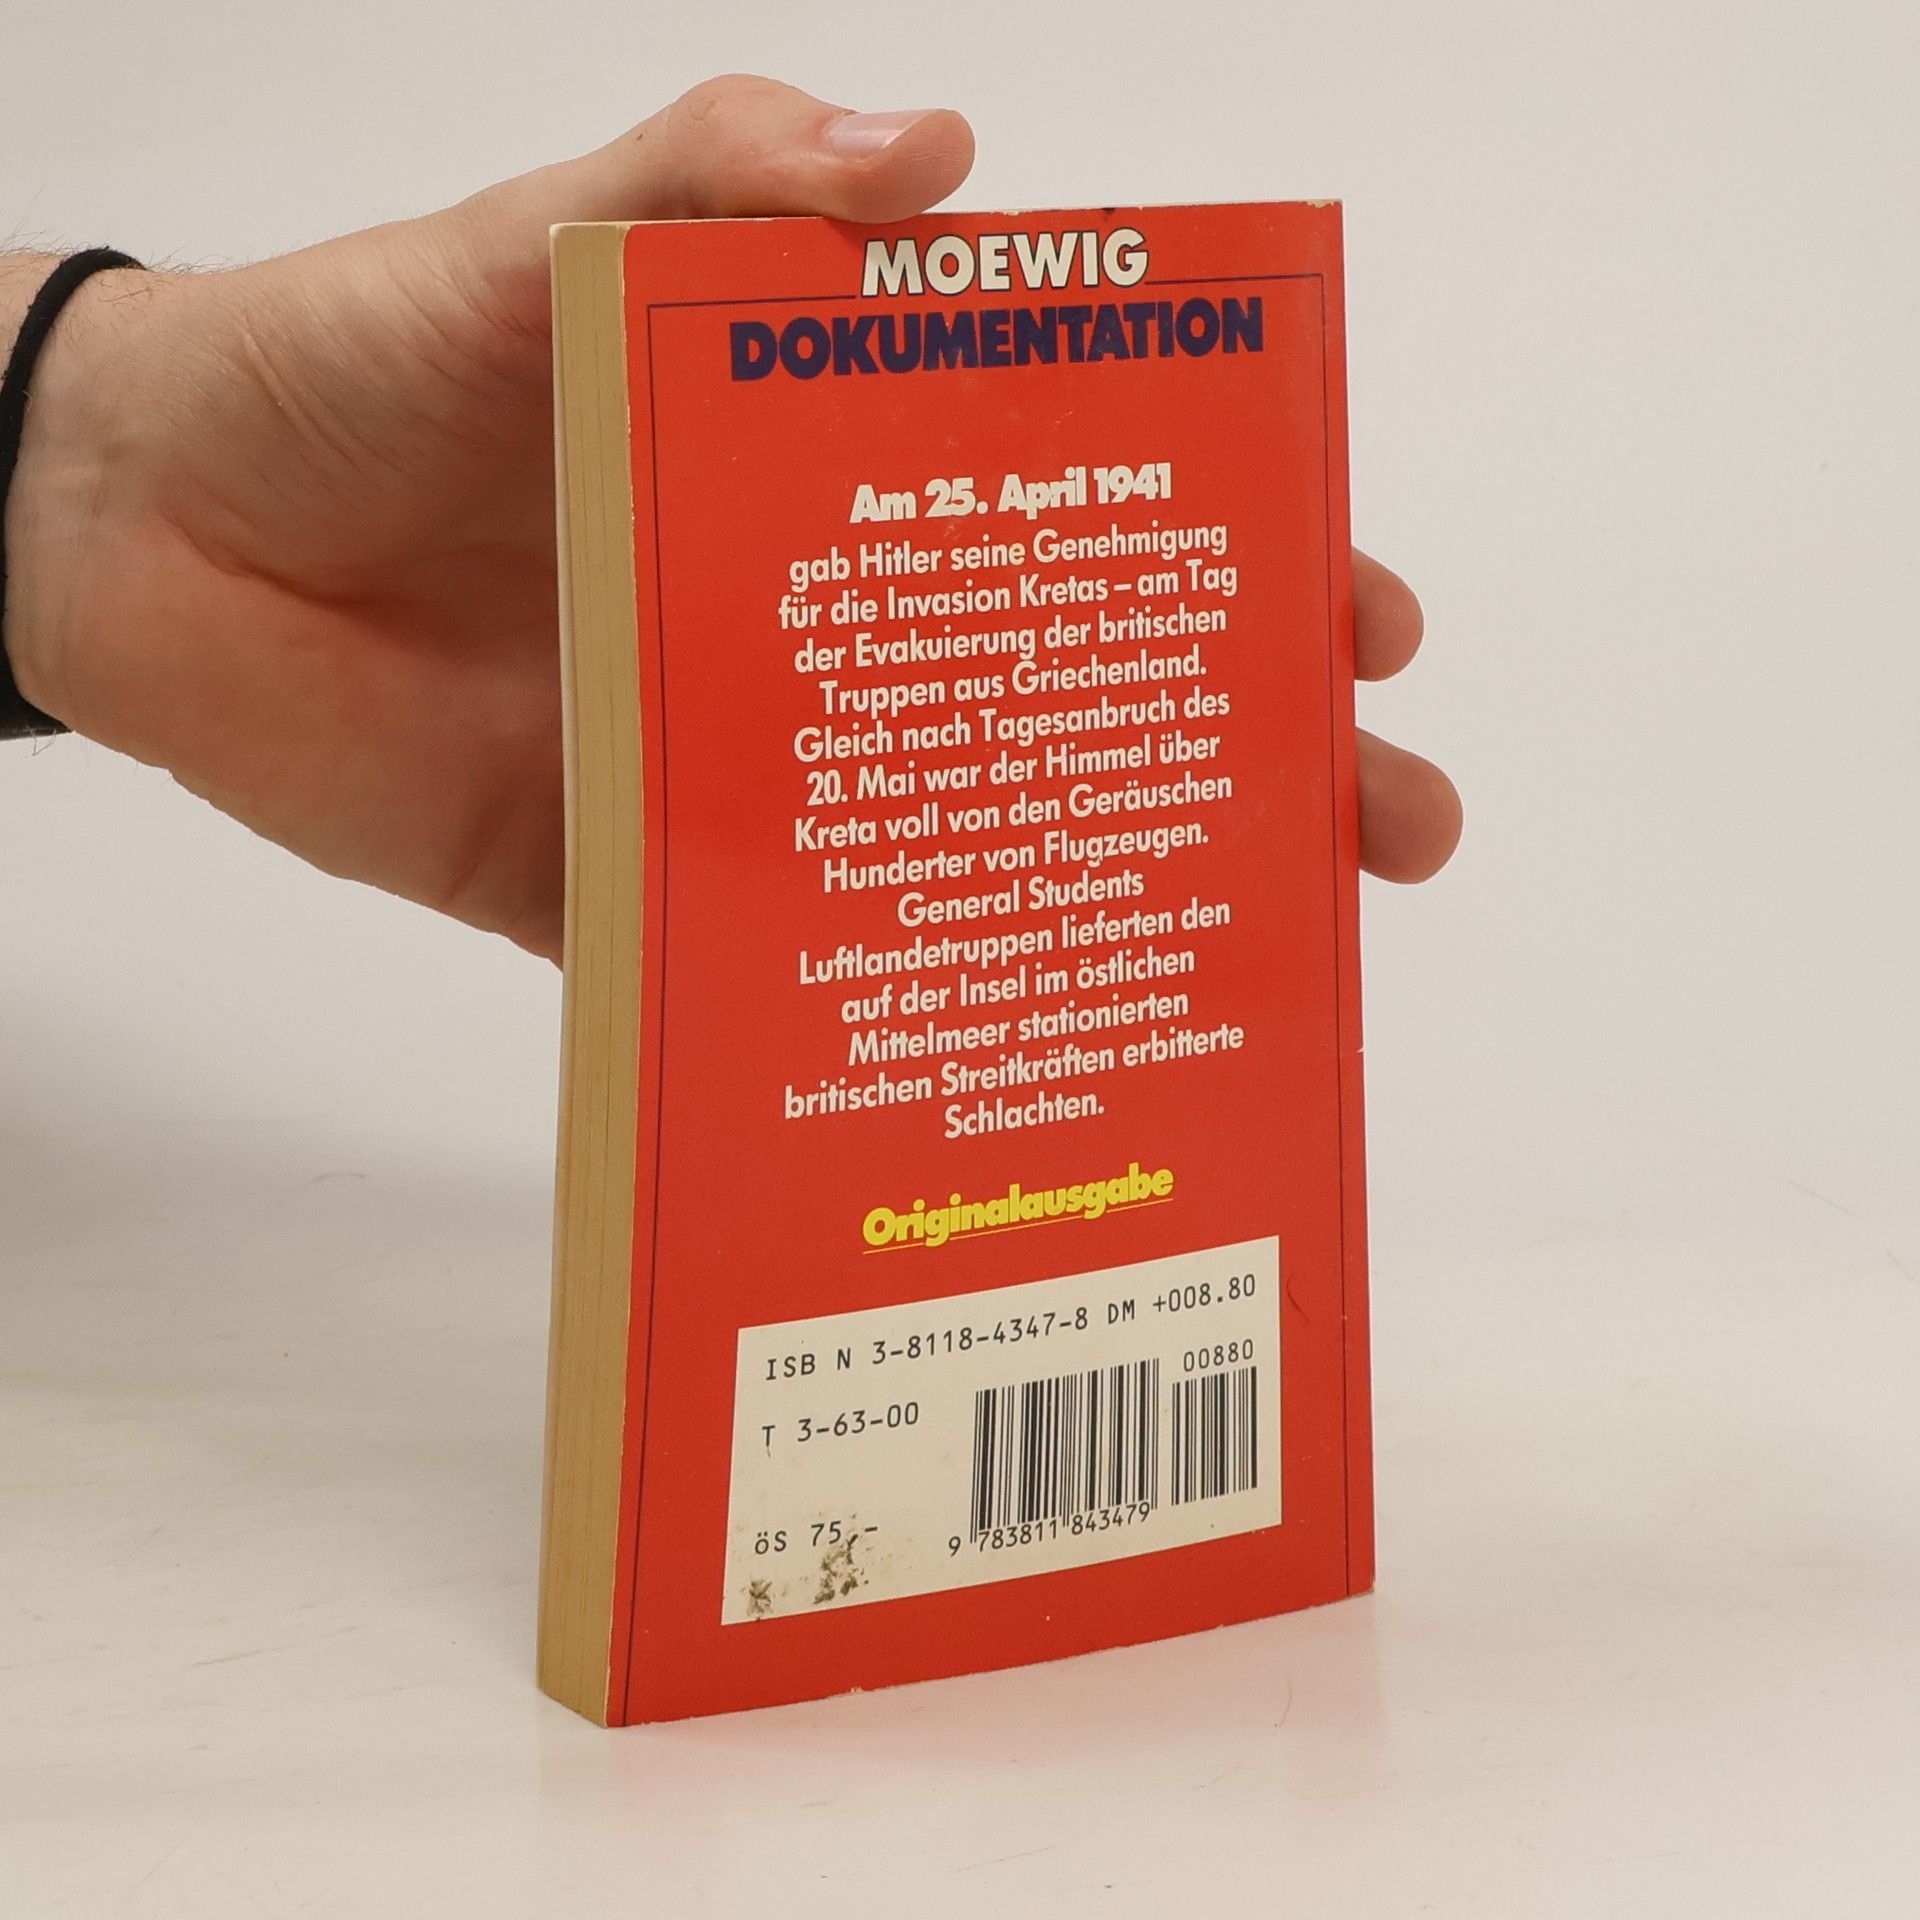 MOEWIG
DOKUMENTATION
Am 25. April 1941
gab Hitler seine Genehmigung
für die Invasion Kretas – am Tag
der Evakuierung der britischen
Truppen aus Griechenland.
Gleich nach Tagesanbruch des
20. Mai war der Himmel über
Kreta voll von den Geräuschen
Hunderter von Flugzeugen.
General Students
Luftlandetruppen lieferten den
auf der Insel im östlichen
Mittelmeer stationierten
britischen Streitkräften erbitterte
Schlachten.
Originalausgabe
ISB N 3-8118-4347-8 DM +008.80
00880
T 3-63-00
öS 75,-
9 783811 843479